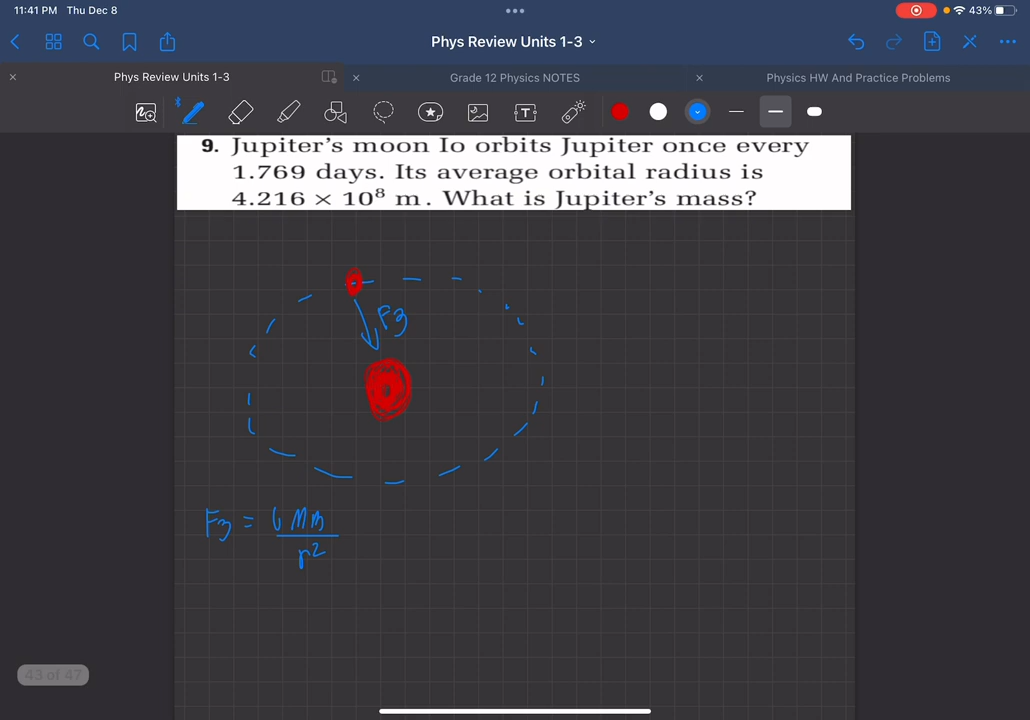 11:41 PM Thu Dec 8
43%
Phys Review Units 1-3
Phys Review Units 1-3
Grade 12 Physics NOTES
Physics HW And Practice Problems
T
9. Jupiter's moon Io orbits Jupiter once every
1.769 days. Its average orbital radius is
4.216 × 10⁸ m. What is Jupiter's mass?
Fg
Fg = G M m
r²
43 of 47